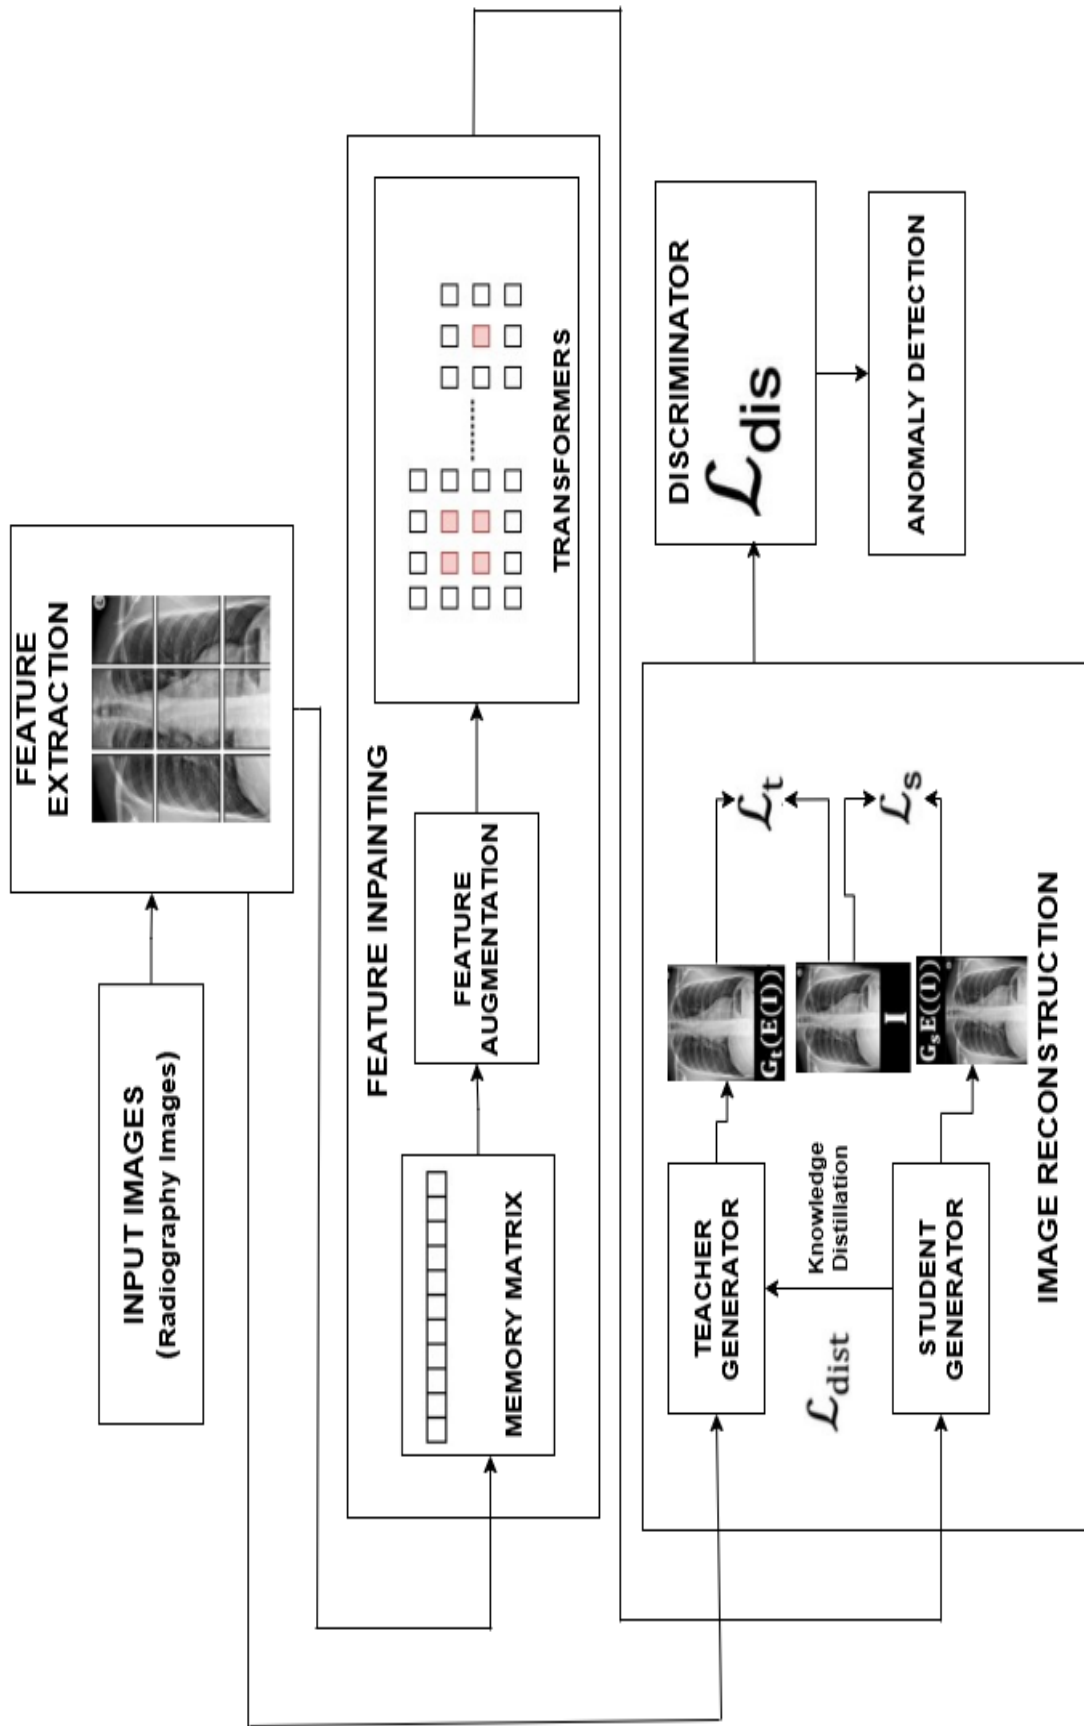 INPUT IMAGES
(Radiography Images)
FEATURE
EXTRACTION
FEATURE INPAINTING
MEMORY MATRIX
FEATURE
AUGMENTATION
TRANSFORMERS
TEACHER
GENERATOR
Knowledge
Distillation
ℒdist
STUDENT
GENERATOR
Gt(E(I))
I
GsE((I))
ℒt
ℒs
IMAGE RECONSTRUCTION
DISCRIMINATOR
ℒdis
ANOMALY DETECTION